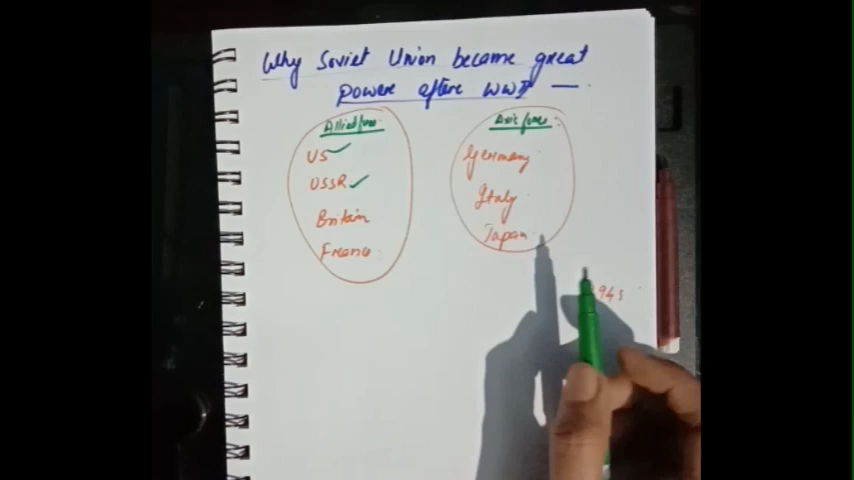 Why Soviet Union became great
power after WWII —
Allied forces
Axis forces :
US ✓
USSR ✓
Britain
France
Germany
Italy
Japan